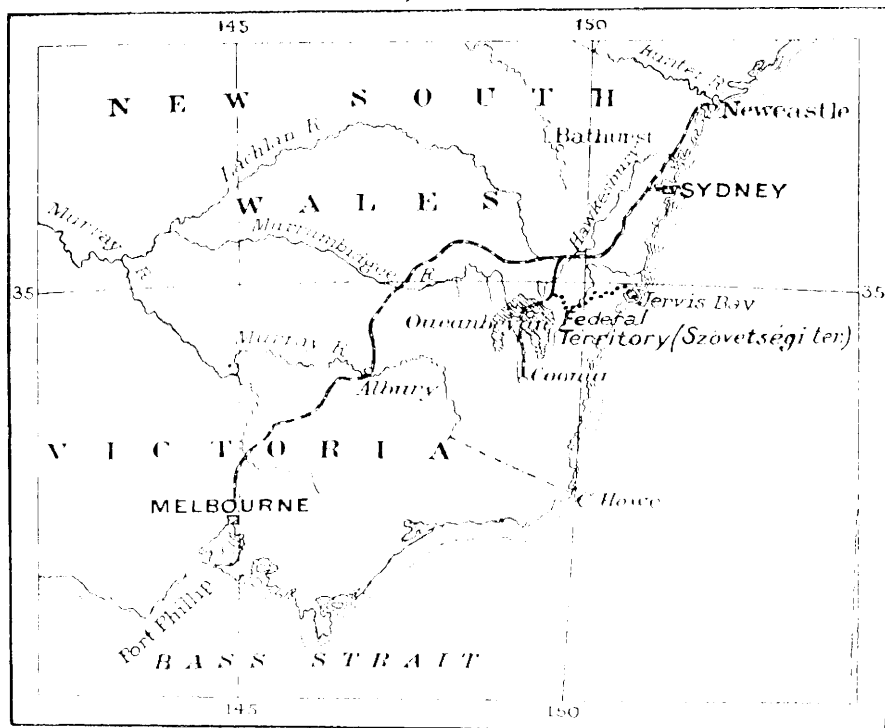 145 150
Hunter R.
NEW SOUTH
Newcastle
Lachlan R.
Bathurst
Hawkesbury
SYDNEY
WALES
Murray R.
Murrumbidgee R.
35 35
Jervis Bay
Queanbeyan
Federal
Territory (Szövetségi ter.)
Murray R.
Cooma
Albury
VICTORIA
C. Howe
MELBOURNE
Port Phillip
BASS STRAIT
145 150